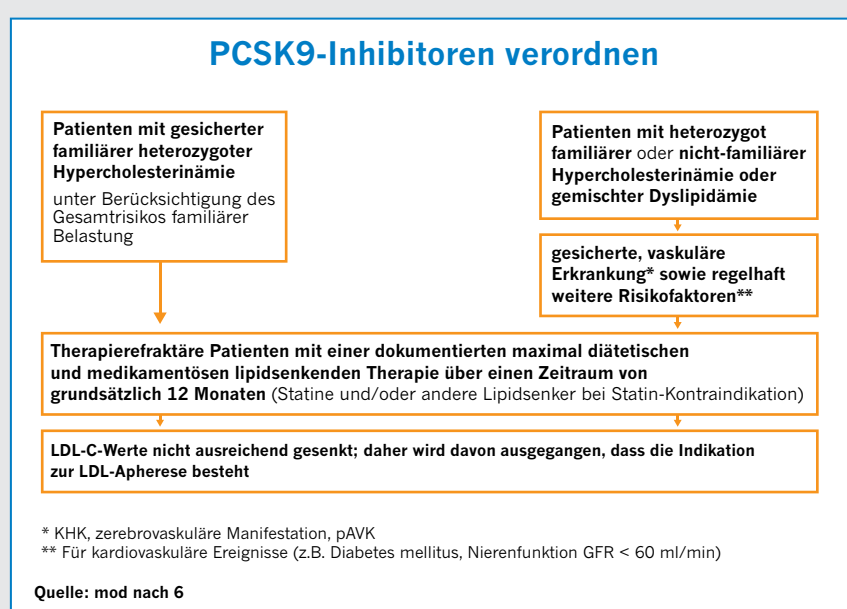 PCSK9-Inhibitoren verordnen
Patienten mit gesicherter
familiärer heterozygoter
Hypercholesterinämie
unter Berücksichtigung des
Gesamtrisikos familiärer
Belastung
Patienten mit heterozygot
familiärer oder nicht-familiärer
Hypercholesterinämie oder
gemischter Dyslipidämie
gesicherte, vaskuläre
Erkrankung* sowie regelhaft
weitere Risikofaktoren**
Therapierefraktäre Patienten mit einer dokumentierten maximal diätetischen
und medikamentösen lipidsenkenden Therapie über einen Zeitraum von
grundsätzlich 12 Monaten (Statine und/oder andere Lipidsenker bei Statin-Kontraindikation)
LDL-C-Werte nicht ausreichend gesenkt; daher wird davon ausgegangen, dass die Indikation
zur LDL-Apherese besteht
* KHK, zerebrovaskuläre Manifestation, pAVK
** Für kardiovaskuläre Ereignisse (z.B. Diabetes mellitus, Nierenfunktion GFR < 60 ml/min)
Quelle: mod nach 6